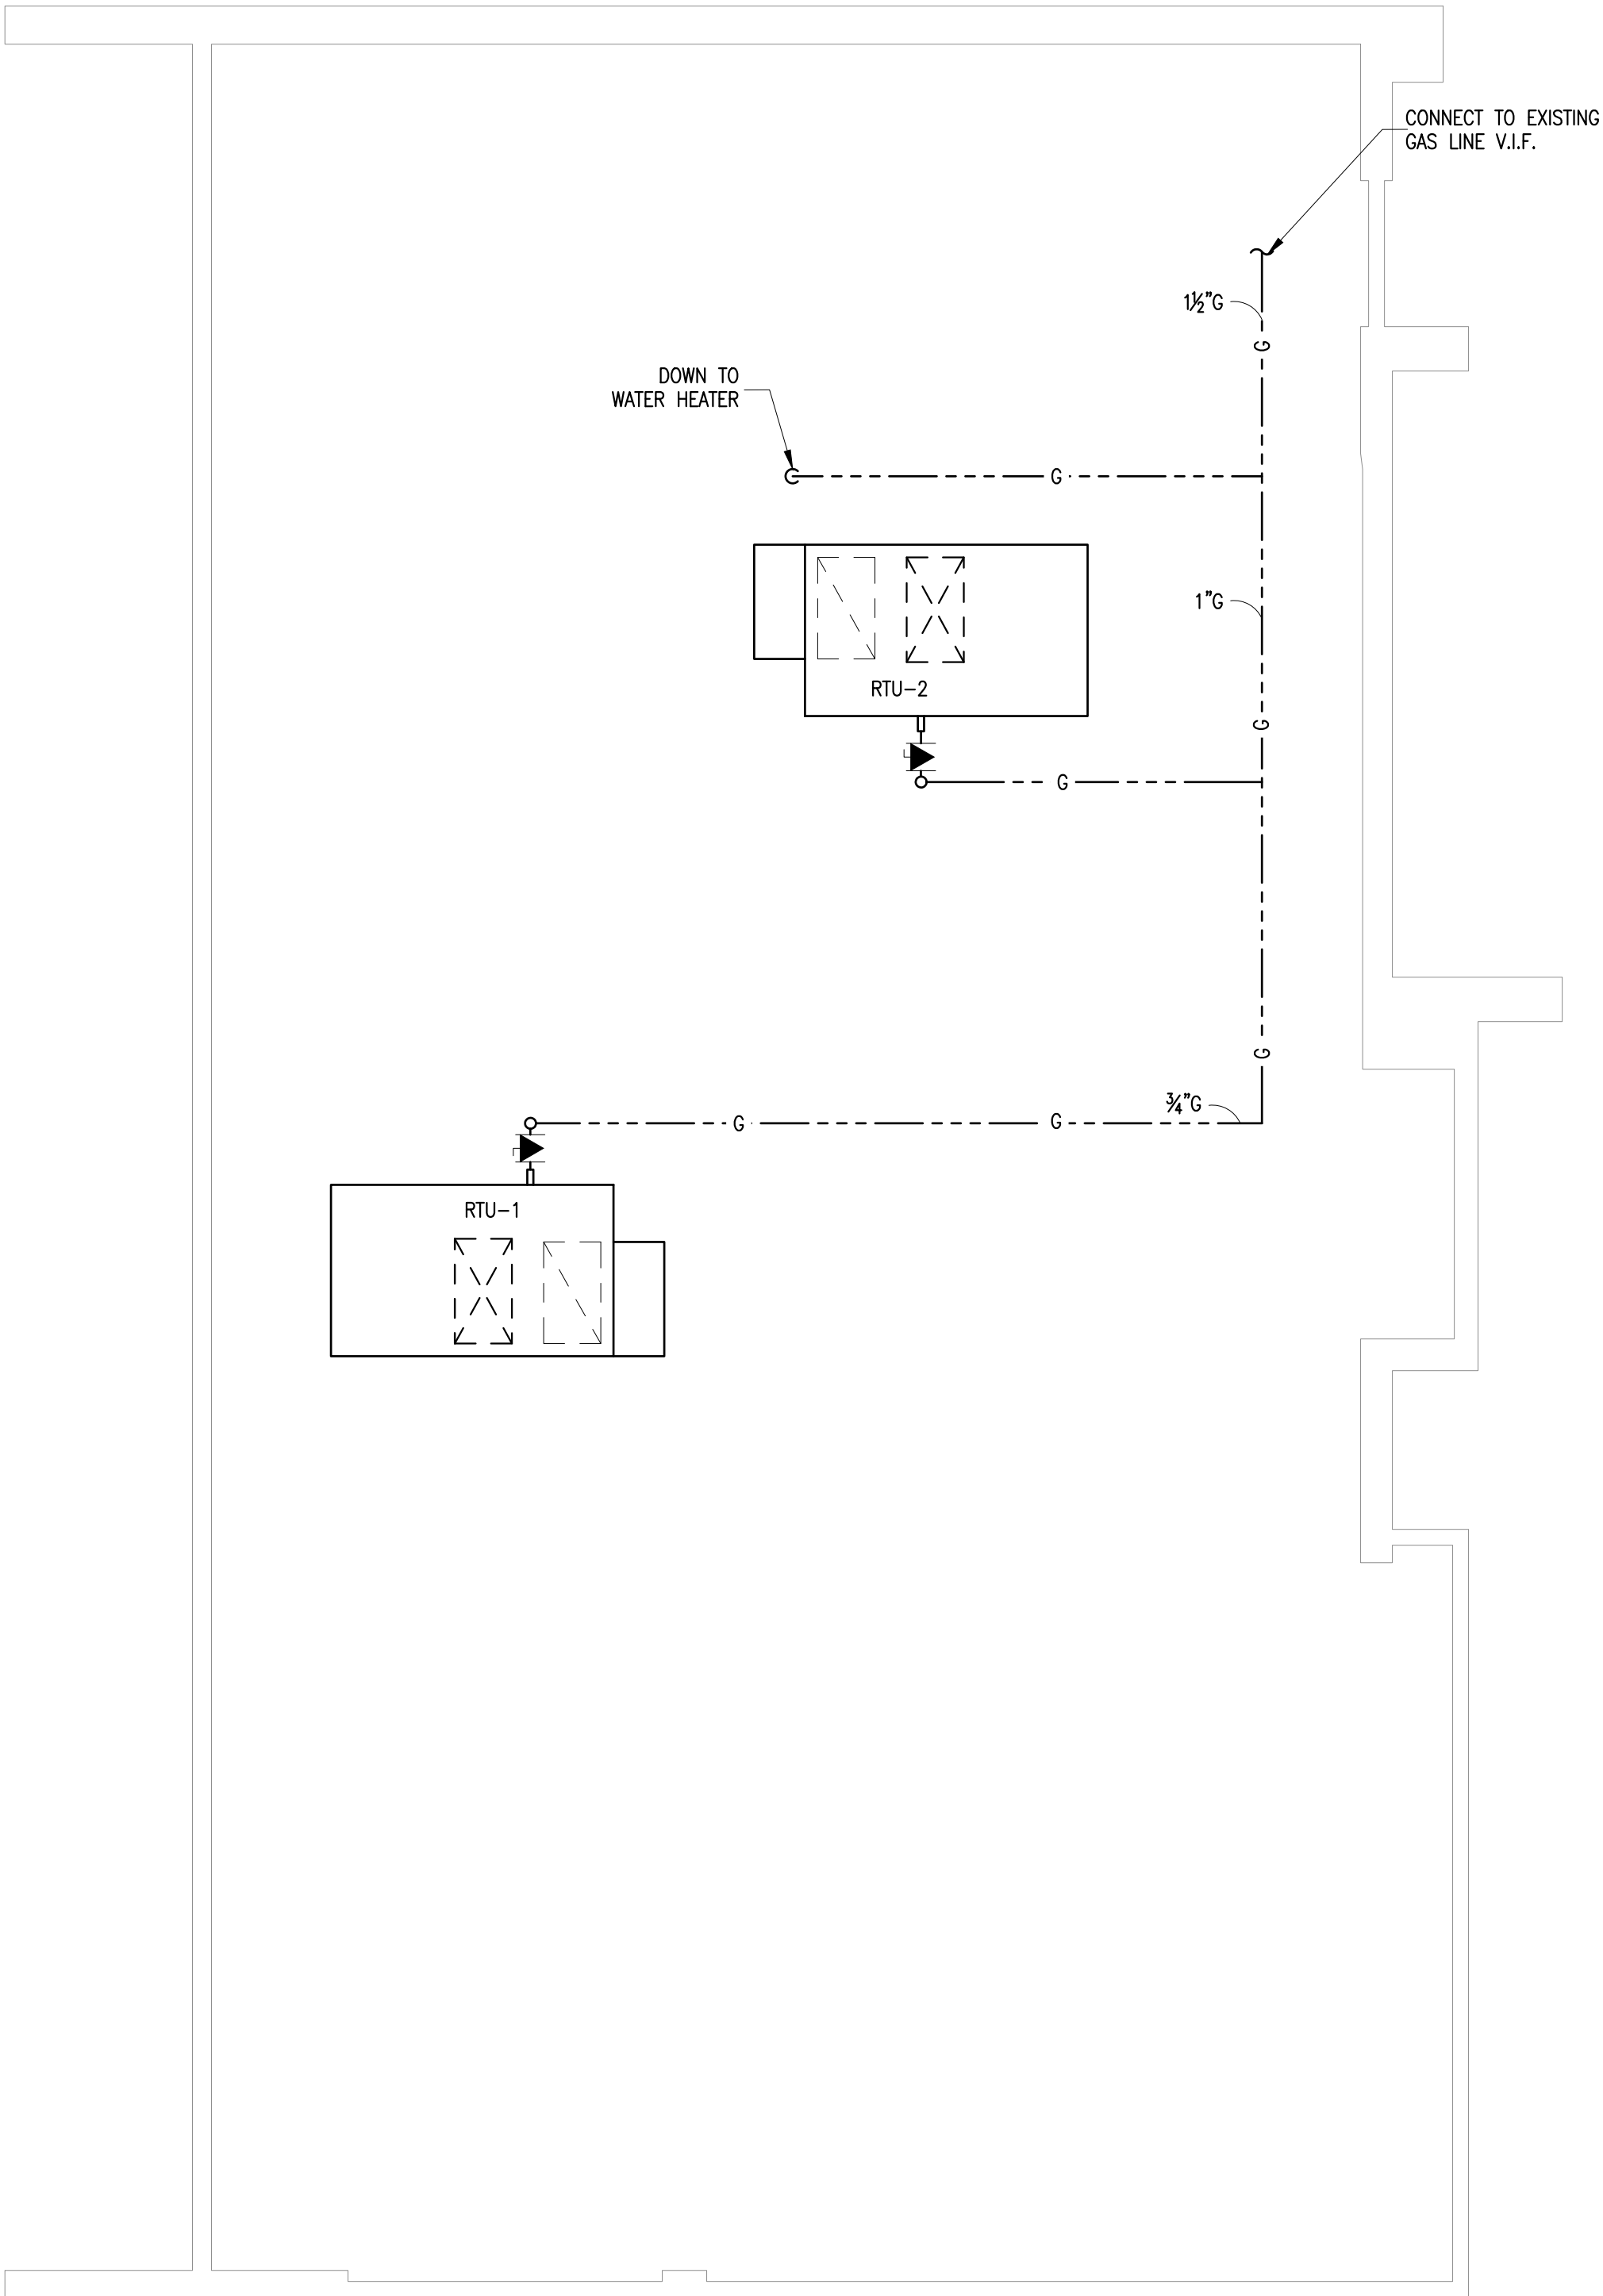 CONNECT TO EXISTING
GAS LINE V.I.F.
1½"G
G
DOWN TO
WATER HEATER
G
1"G
RTU-2
G
G
G
¾"G
G
G
RTU-1